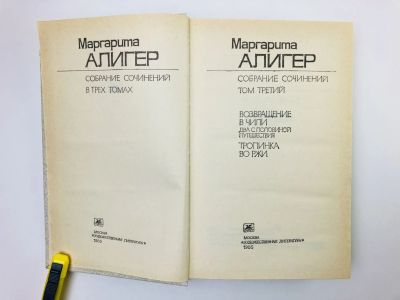 Маргарита
АЛИГЕР
СОБРАНИЕ СОЧИНЕНИЙ
В ТРЕХ ТОМАХ
МОСКВА
«ХУДОЖЕСТВЕННАЯ ЛИТЕРАТУРА»
1985
Маргарита
АЛИГЕР
СОБРАНИЕ СОЧИНЕНИЙ
ТОМ ТРЕТИЙ
ВОЗВРАЩЕНИЕ
В ЧИЛИ
ДВА С ПОЛОВИНОЙ
ПУТЕШЕСТВИЯ
ТРОПИНКА
ВО РЖИ
МОСКВА
«ХУДОЖЕСТВЕННАЯ ЛИТЕРАТУРА»
1985